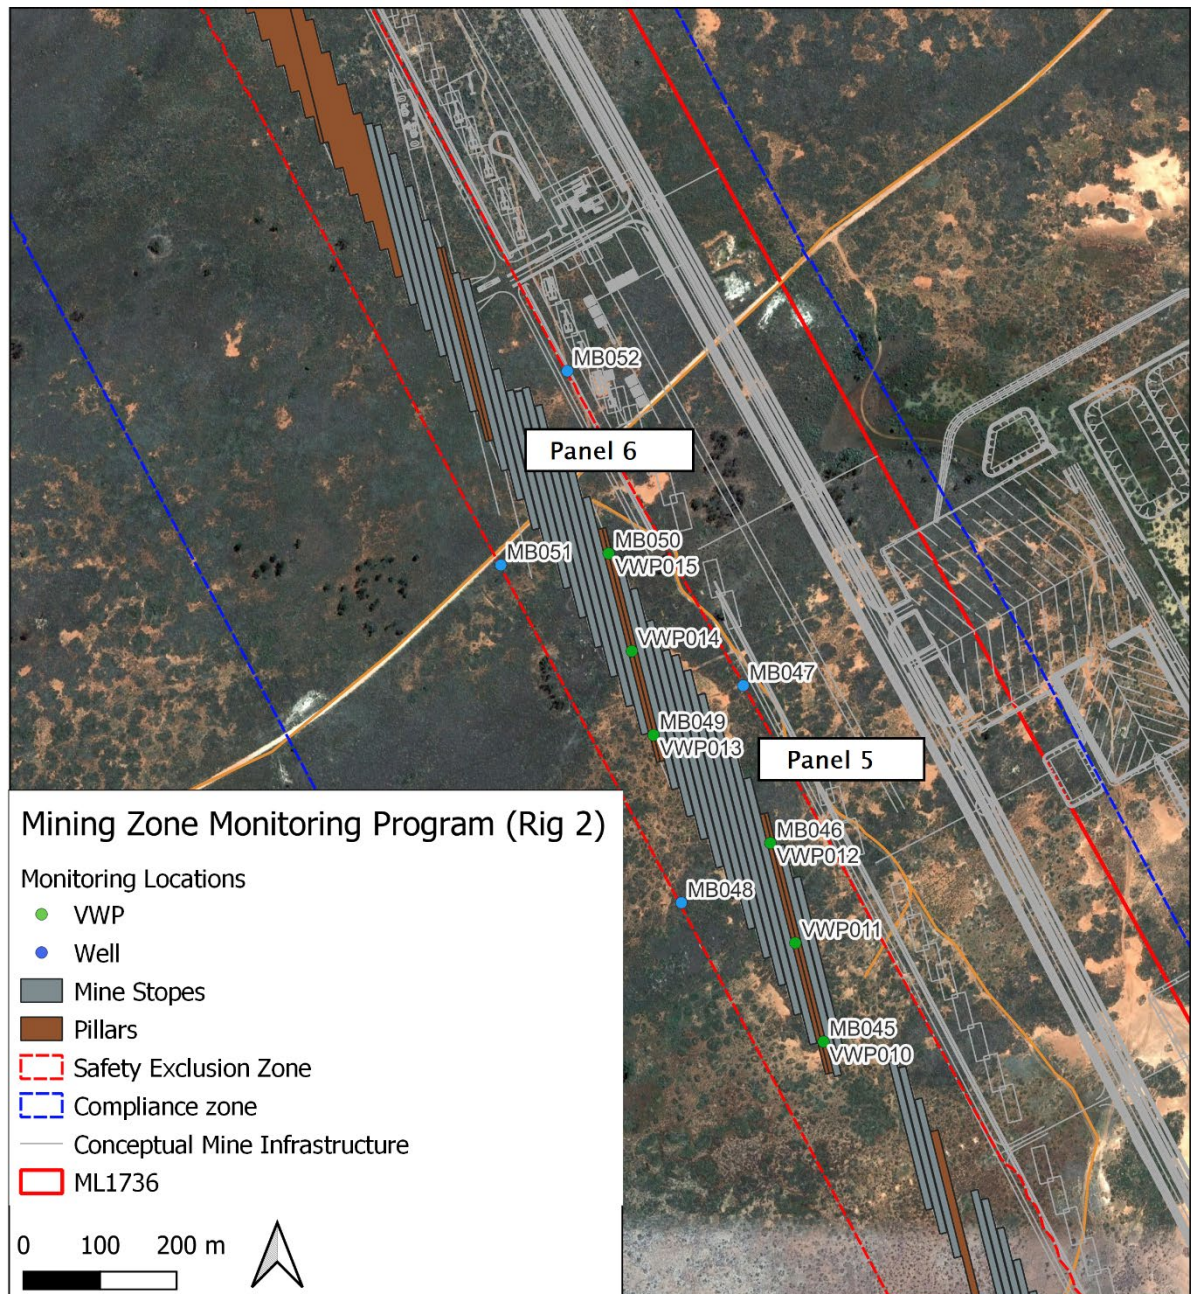 MB052
Panel 6
MB050
VWP015
MB051
VWP014
MB047
MB049
VWP013
Panel 5
MB046
VWP012
MB048
VWP011
MB045
VWP010
Mining Zone Monitoring Program (Rig 2)
Monitoring Locations
VWP
Well
Mine Stopes
Pillars
Safety Exclusion Zone
Compliance zone
Conceptual Mine Infrastructure
ML1736
0 100 200 m